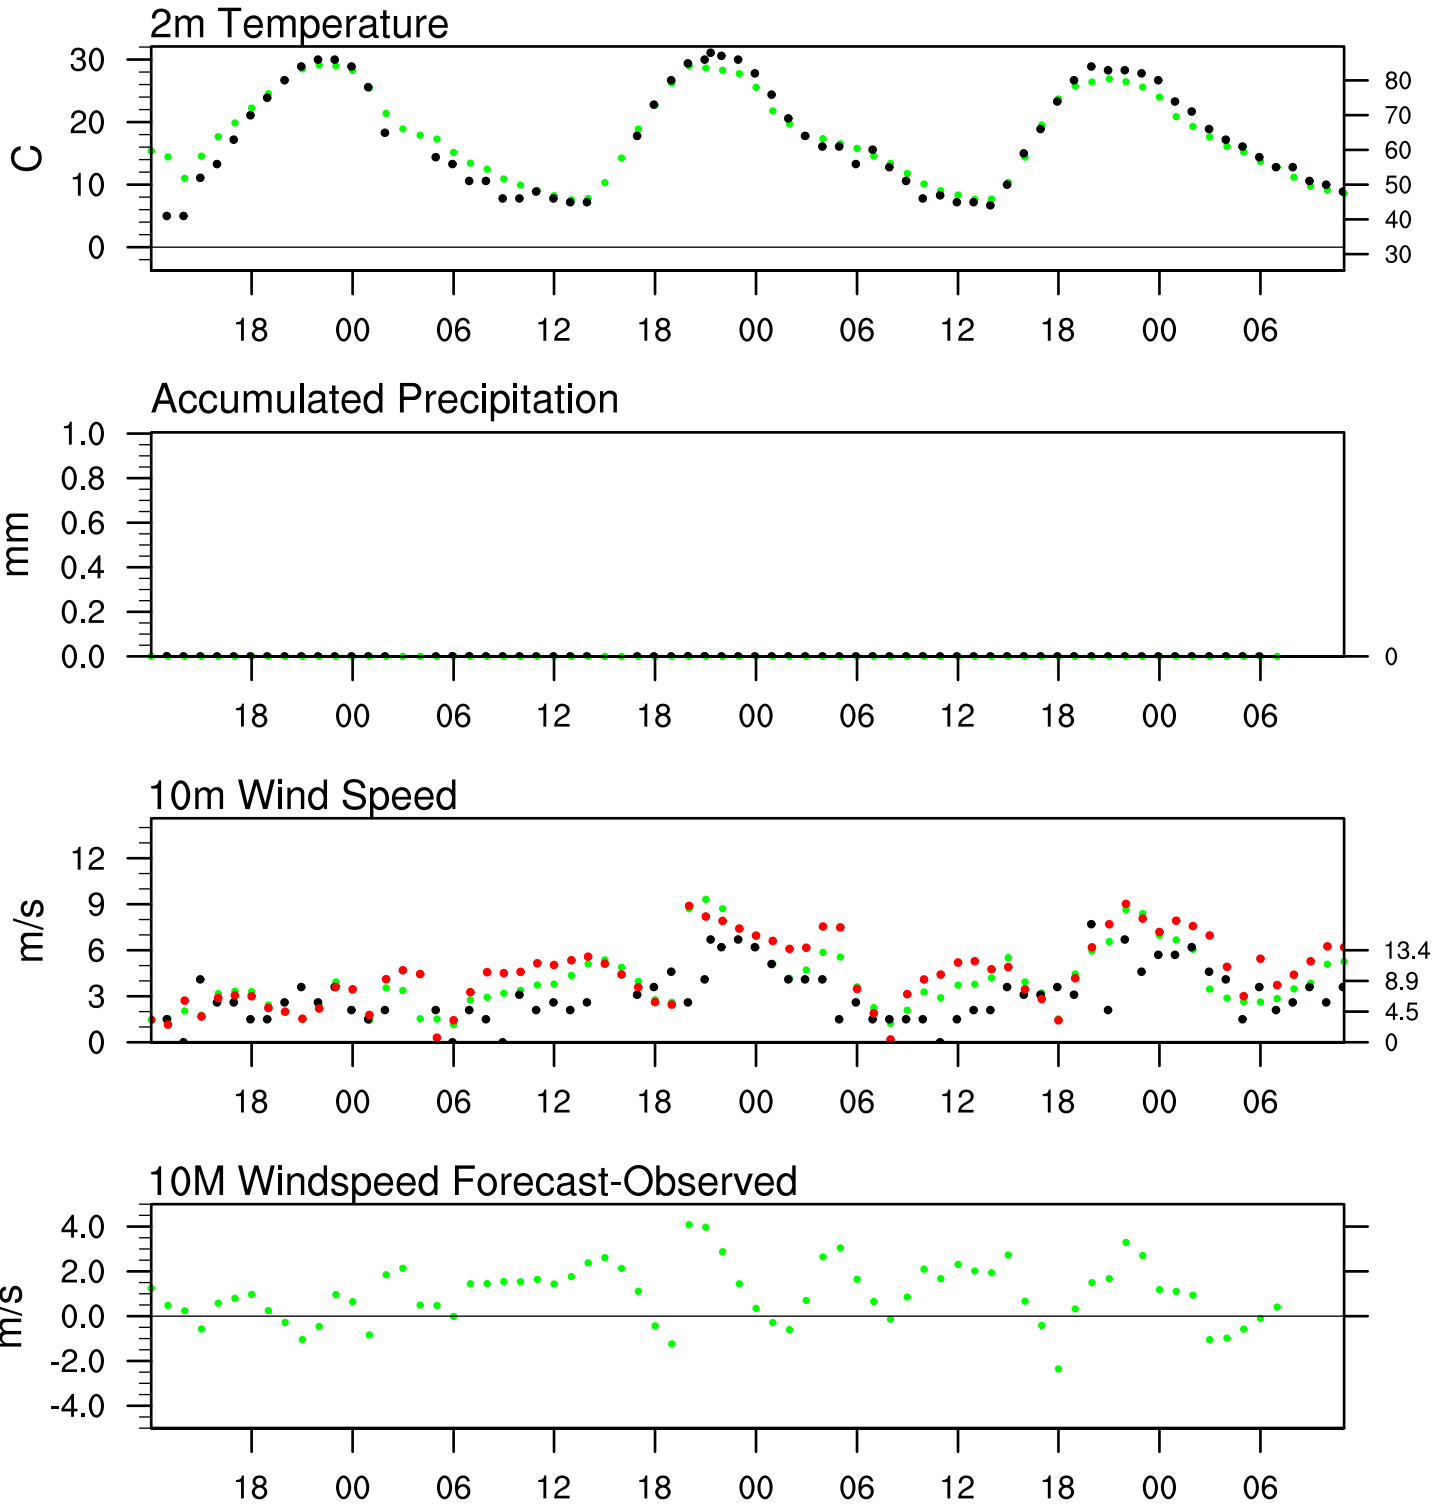 2m Temperature
30
20
10
0
C
80
70
60
50
40
30
18 00 06 12 18 00 06 12 18 00 06
Accumulated Precipitation
1.0
0.8
0.6
0.4
0.2
0.0
mm
0
18 00 06 12 18 00 06 12 18 00 06
10m Wind Speed
12
9
6
3
0
m/s
13.4
8.9
4.5
0
18 00 06 12 18 00 06 12 18 00 06
10M Windspeed Forecast-Observed
4.0
2.0
0.0
-2.0
-4.0
m/s
18 00 06 12 18 00 06 12 18 00 06